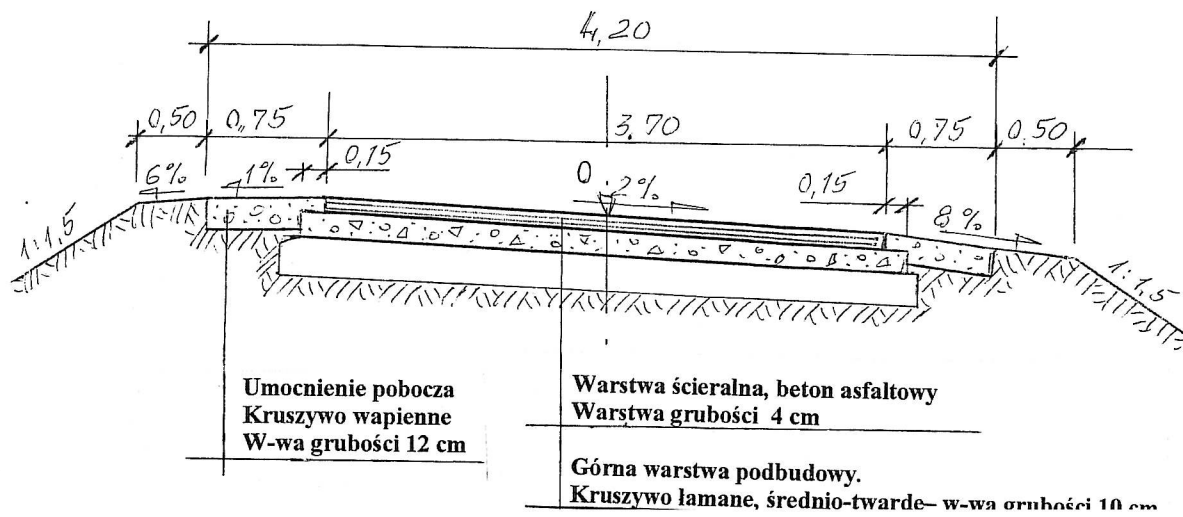 4,20
0,50 0,75 3.70 0,75 0.50
0,15 0,15
6% 1% 0 2% 8%
1:1,5 1:1,5
Umocnienie pobocza
Kruszywo wapienne
W-wa grubości 12 cm
Warstwa ścieralna, beton asfaltowy
Warstwa grubości 4 cm
Górna warstwa podbudowy.
Kruszywo łamane, średnio-twarde– w-wa grubości 10 cm